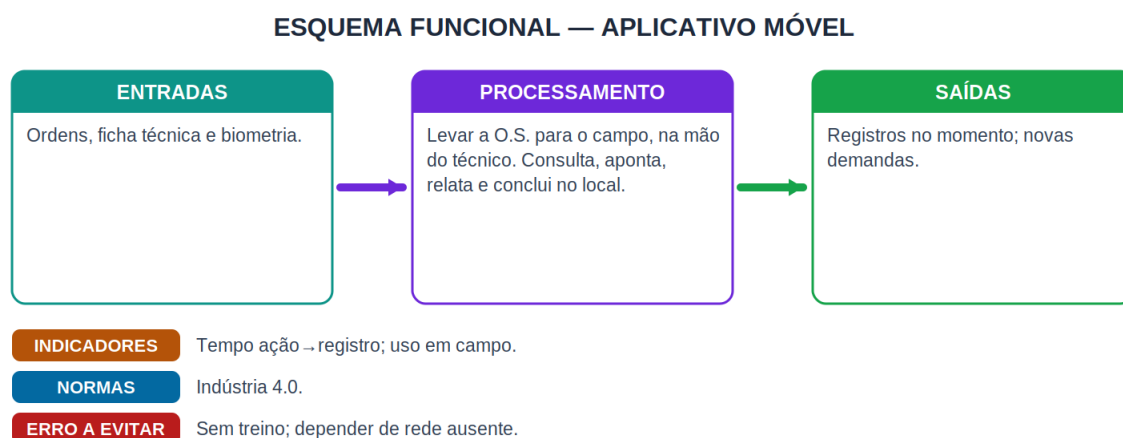 ESQUEMA FUNCIONAL — APLICATIVO MÓVEL
ENTRADAS
Ordens, ficha técnica e biometria.
PROCESSAMENTO
Levar a O.S. para o campo, na mão
do técnico. Consulta, aponta,
relata e conclui no local.
SAÍDAS
Registros no momento; novas
demandas.
INDICADORES
Tempo ação→registro; uso em campo.
NORMAS
Indústria 4.0.
ERRO A EVITAR
Sem treino; depender de rede ausente.